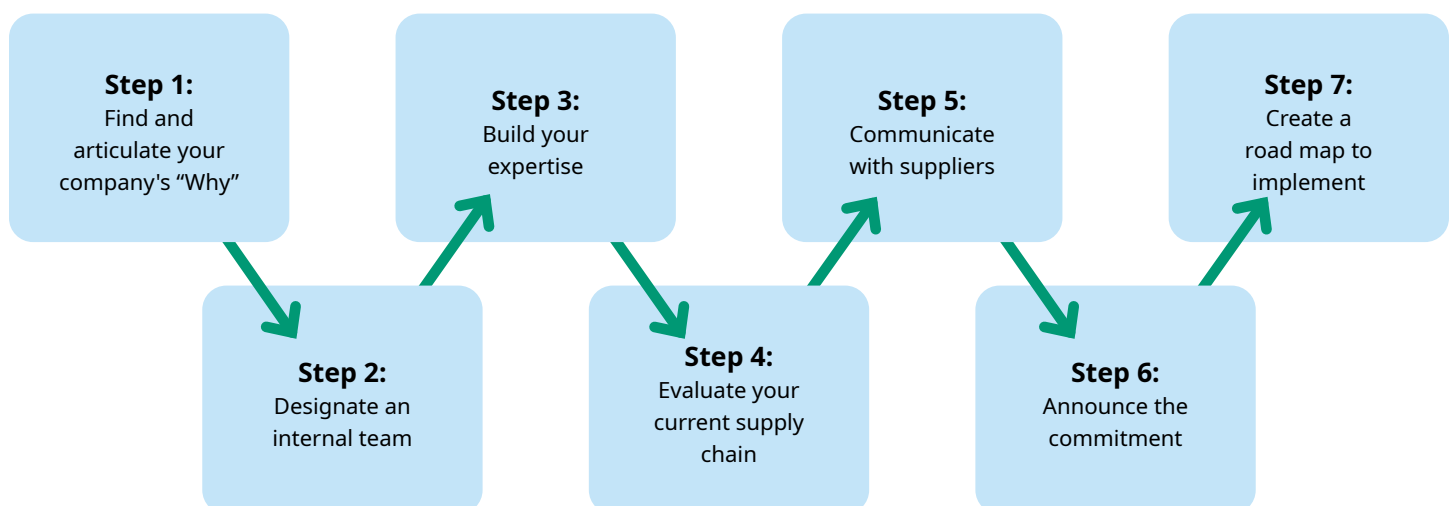 Step 1:
Find and
articulate your
company's “Why”
Step 2:
Designate an
internal team
Step 3:
Build your
expertise
Step 4:
Evaluate your
current supply
chain
Step 5:
Communicate
with suppliers
Step 6:
Announce the
commitment
Step 7:
Create a
road map to
implement